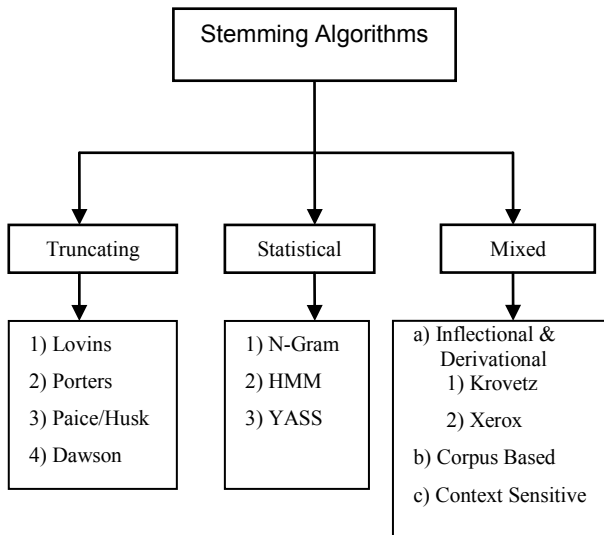 Stemming Algorithms
Truncating
Statistical
Mixed
1) Lovins
2) Porters
3) Paice/Husk
4) Dawson
1) N-Gram
2) HMM
3) YASS
a) Inflectional &
Derivational
1) Krovetz
2) Xerox
b) Corpus Based
c) Context Sensitive